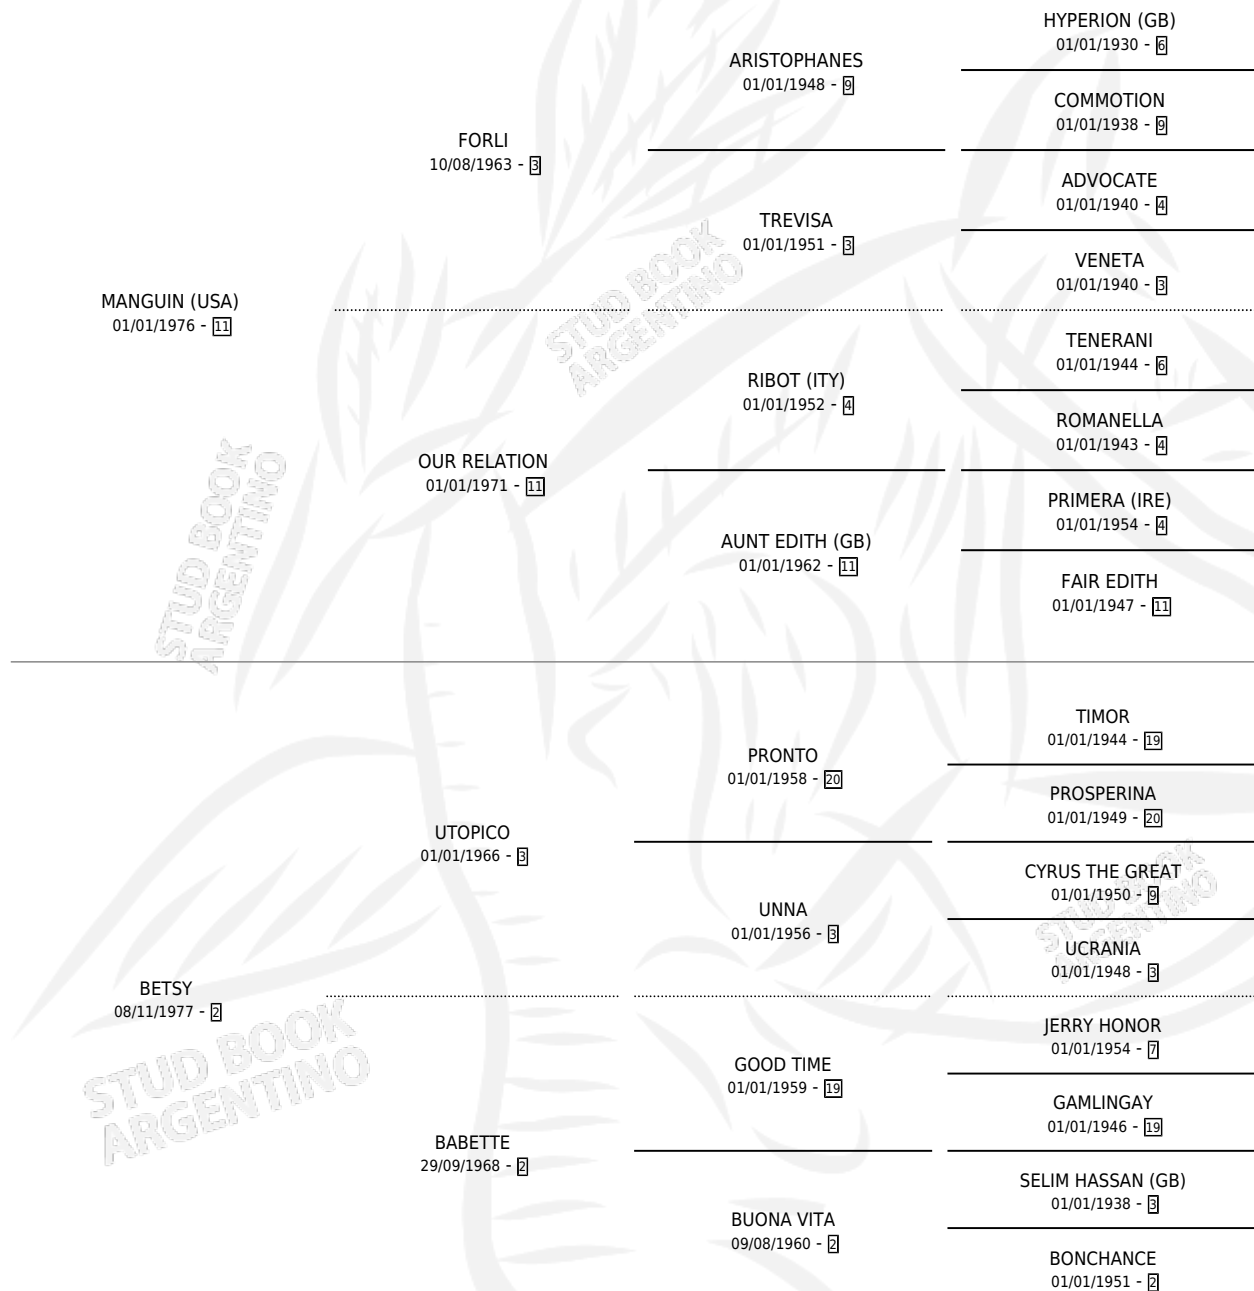 HYPERION (GB)
01/01/1930 - 6
ARISTOPHANES
01/01/1948 - 9
COMMOTION
01/01/1938 - 9
FORLI
10/08/1963 - 3
ADVOCATE
01/01/1940 - 4
TREVISA
01/01/1951 - 3
VENETA
01/01/1940 - 3
MANGUIN (USA)
01/01/1976 - 11
TENERANI
01/01/1944 - 6
RIBOT (ITY)
01/01/1952 - 4
ROMANELLA
01/01/1943 - 4
OUR RELATION
01/01/1971 - 11
PRIMERA (IRE)
01/01/1954 - 4
AUNT EDITH (GB)
01/01/1962 - 11
FAIR EDITH
01/01/1947 - 11
STUD BOOK
ARGENTINO
STUD BOOK
ARGENTINO
TIMOR
01/01/1944 - 19
PRONTO
01/01/1958 - 20
PROSPERINA
01/01/1949 - 20
UTOPICO
01/01/1966 - 3
CYRUS THE GREAT
01/01/1950 - 9
UNNA
01/01/1956 - 3
UCRANIA
01/01/1948 - 3
STUD BOOK
ARGENTINO
BETSY
08/11/1977 - 2
JERRY HONOR
01/01/1954 - 7
GOOD TIME
01/01/1959 - 19
GAMLINGAY
01/01/1946 - 19
BABETTE
29/09/1968 - 2
SELIM HASSAN (GB)
01/01/1938 - 3
BUONA VITA
09/08/1960 - 2
BONCHANCE
01/01/1951 - 2
STUD BOOK
ARGENTINO